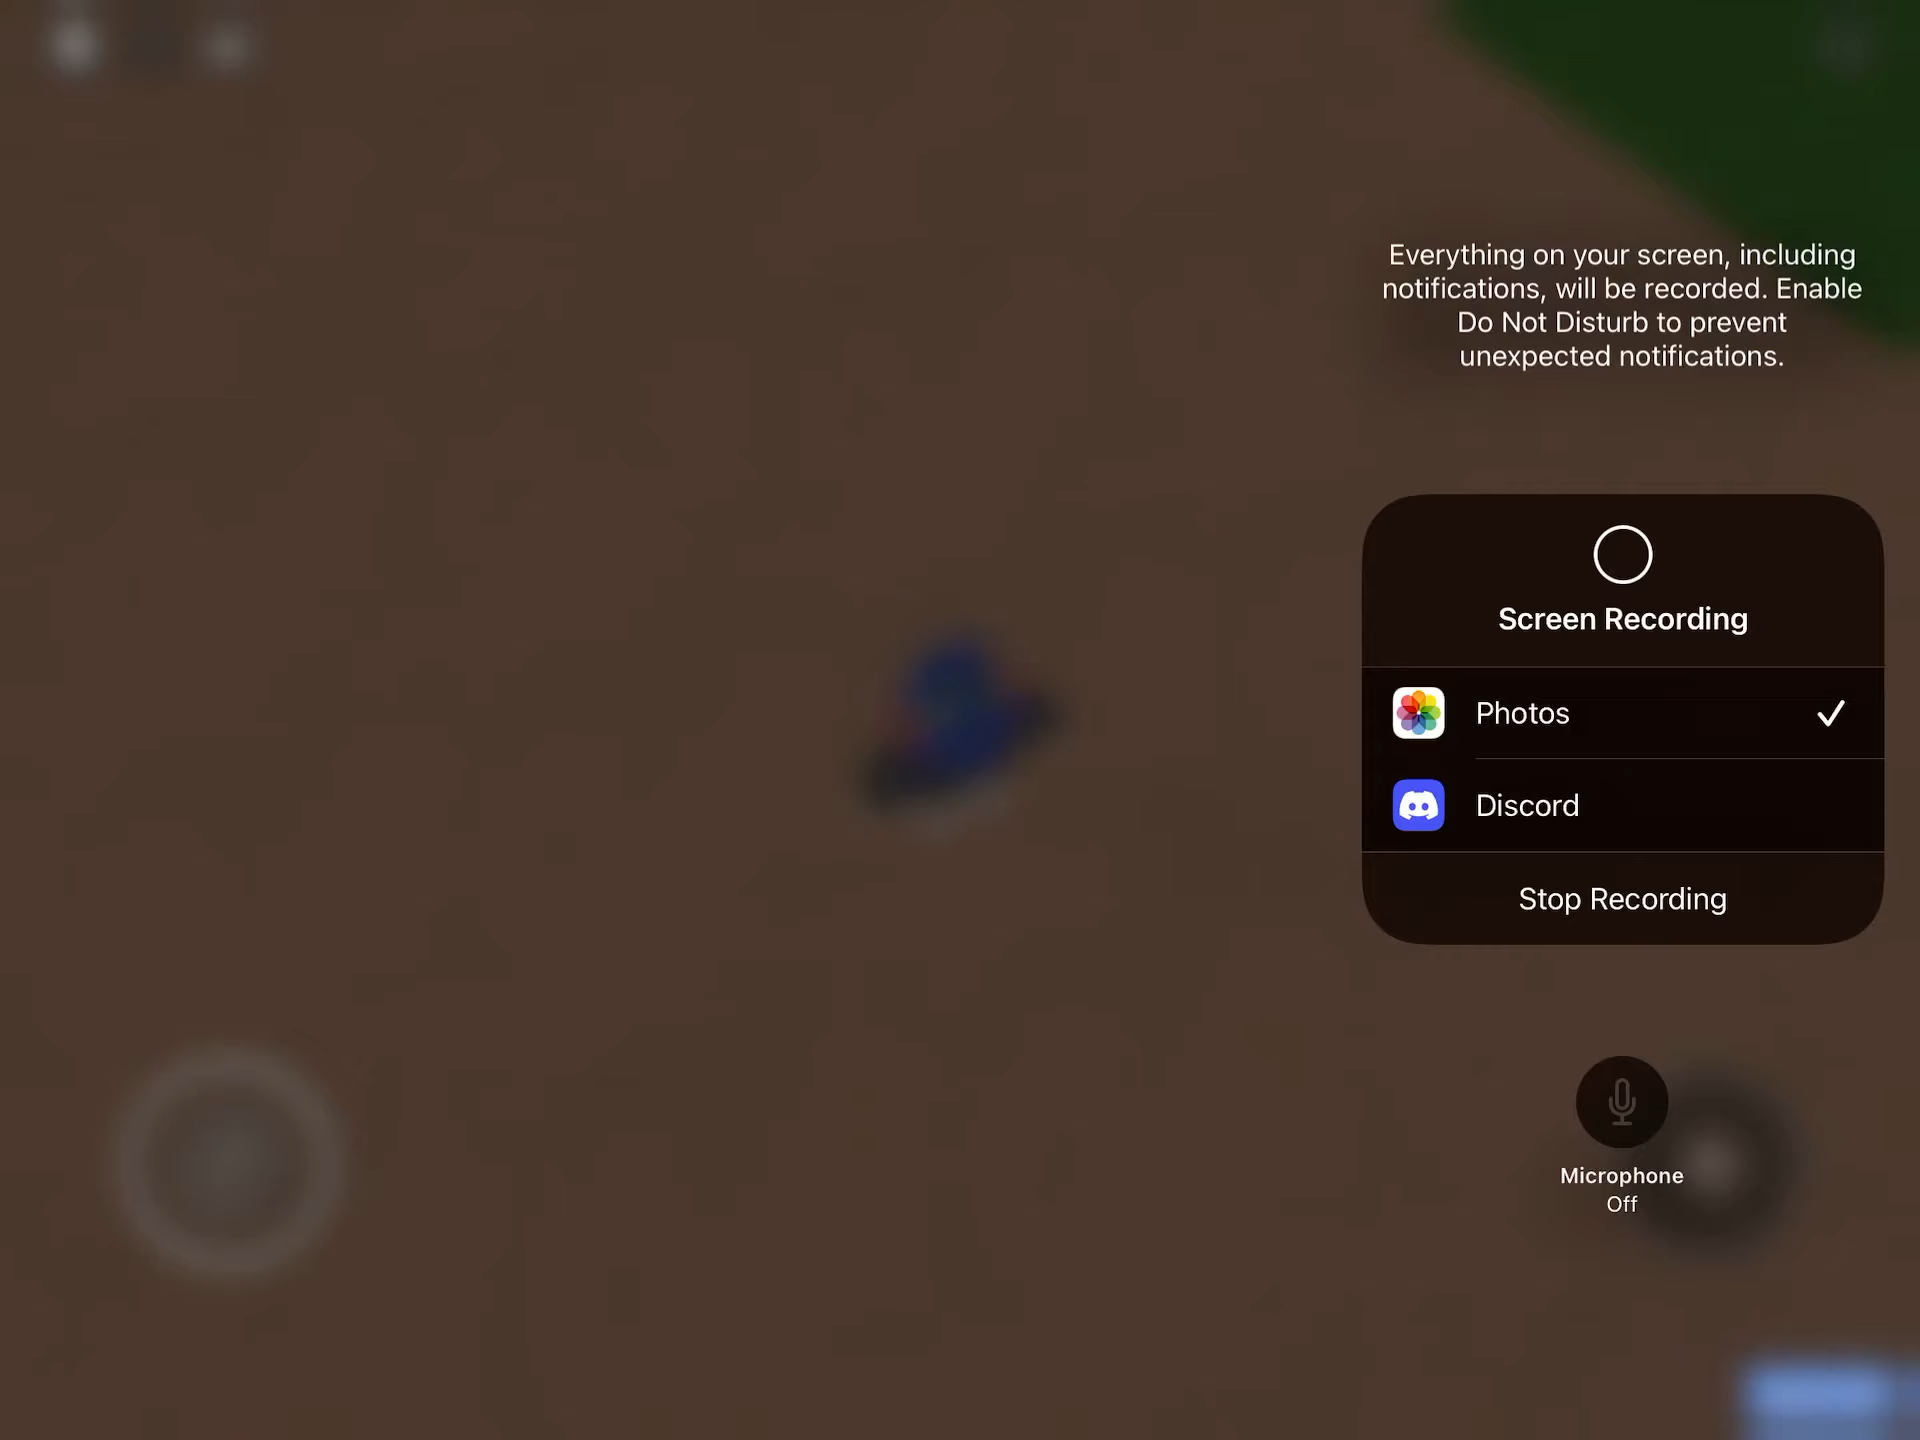 Everything on your screen, including
notifications, will be recorded. Enable
Do Not Disturb to prevent
unexpected notifications.
Screen Recording
Photos
Discord
Stop Recording
Microphone
Off